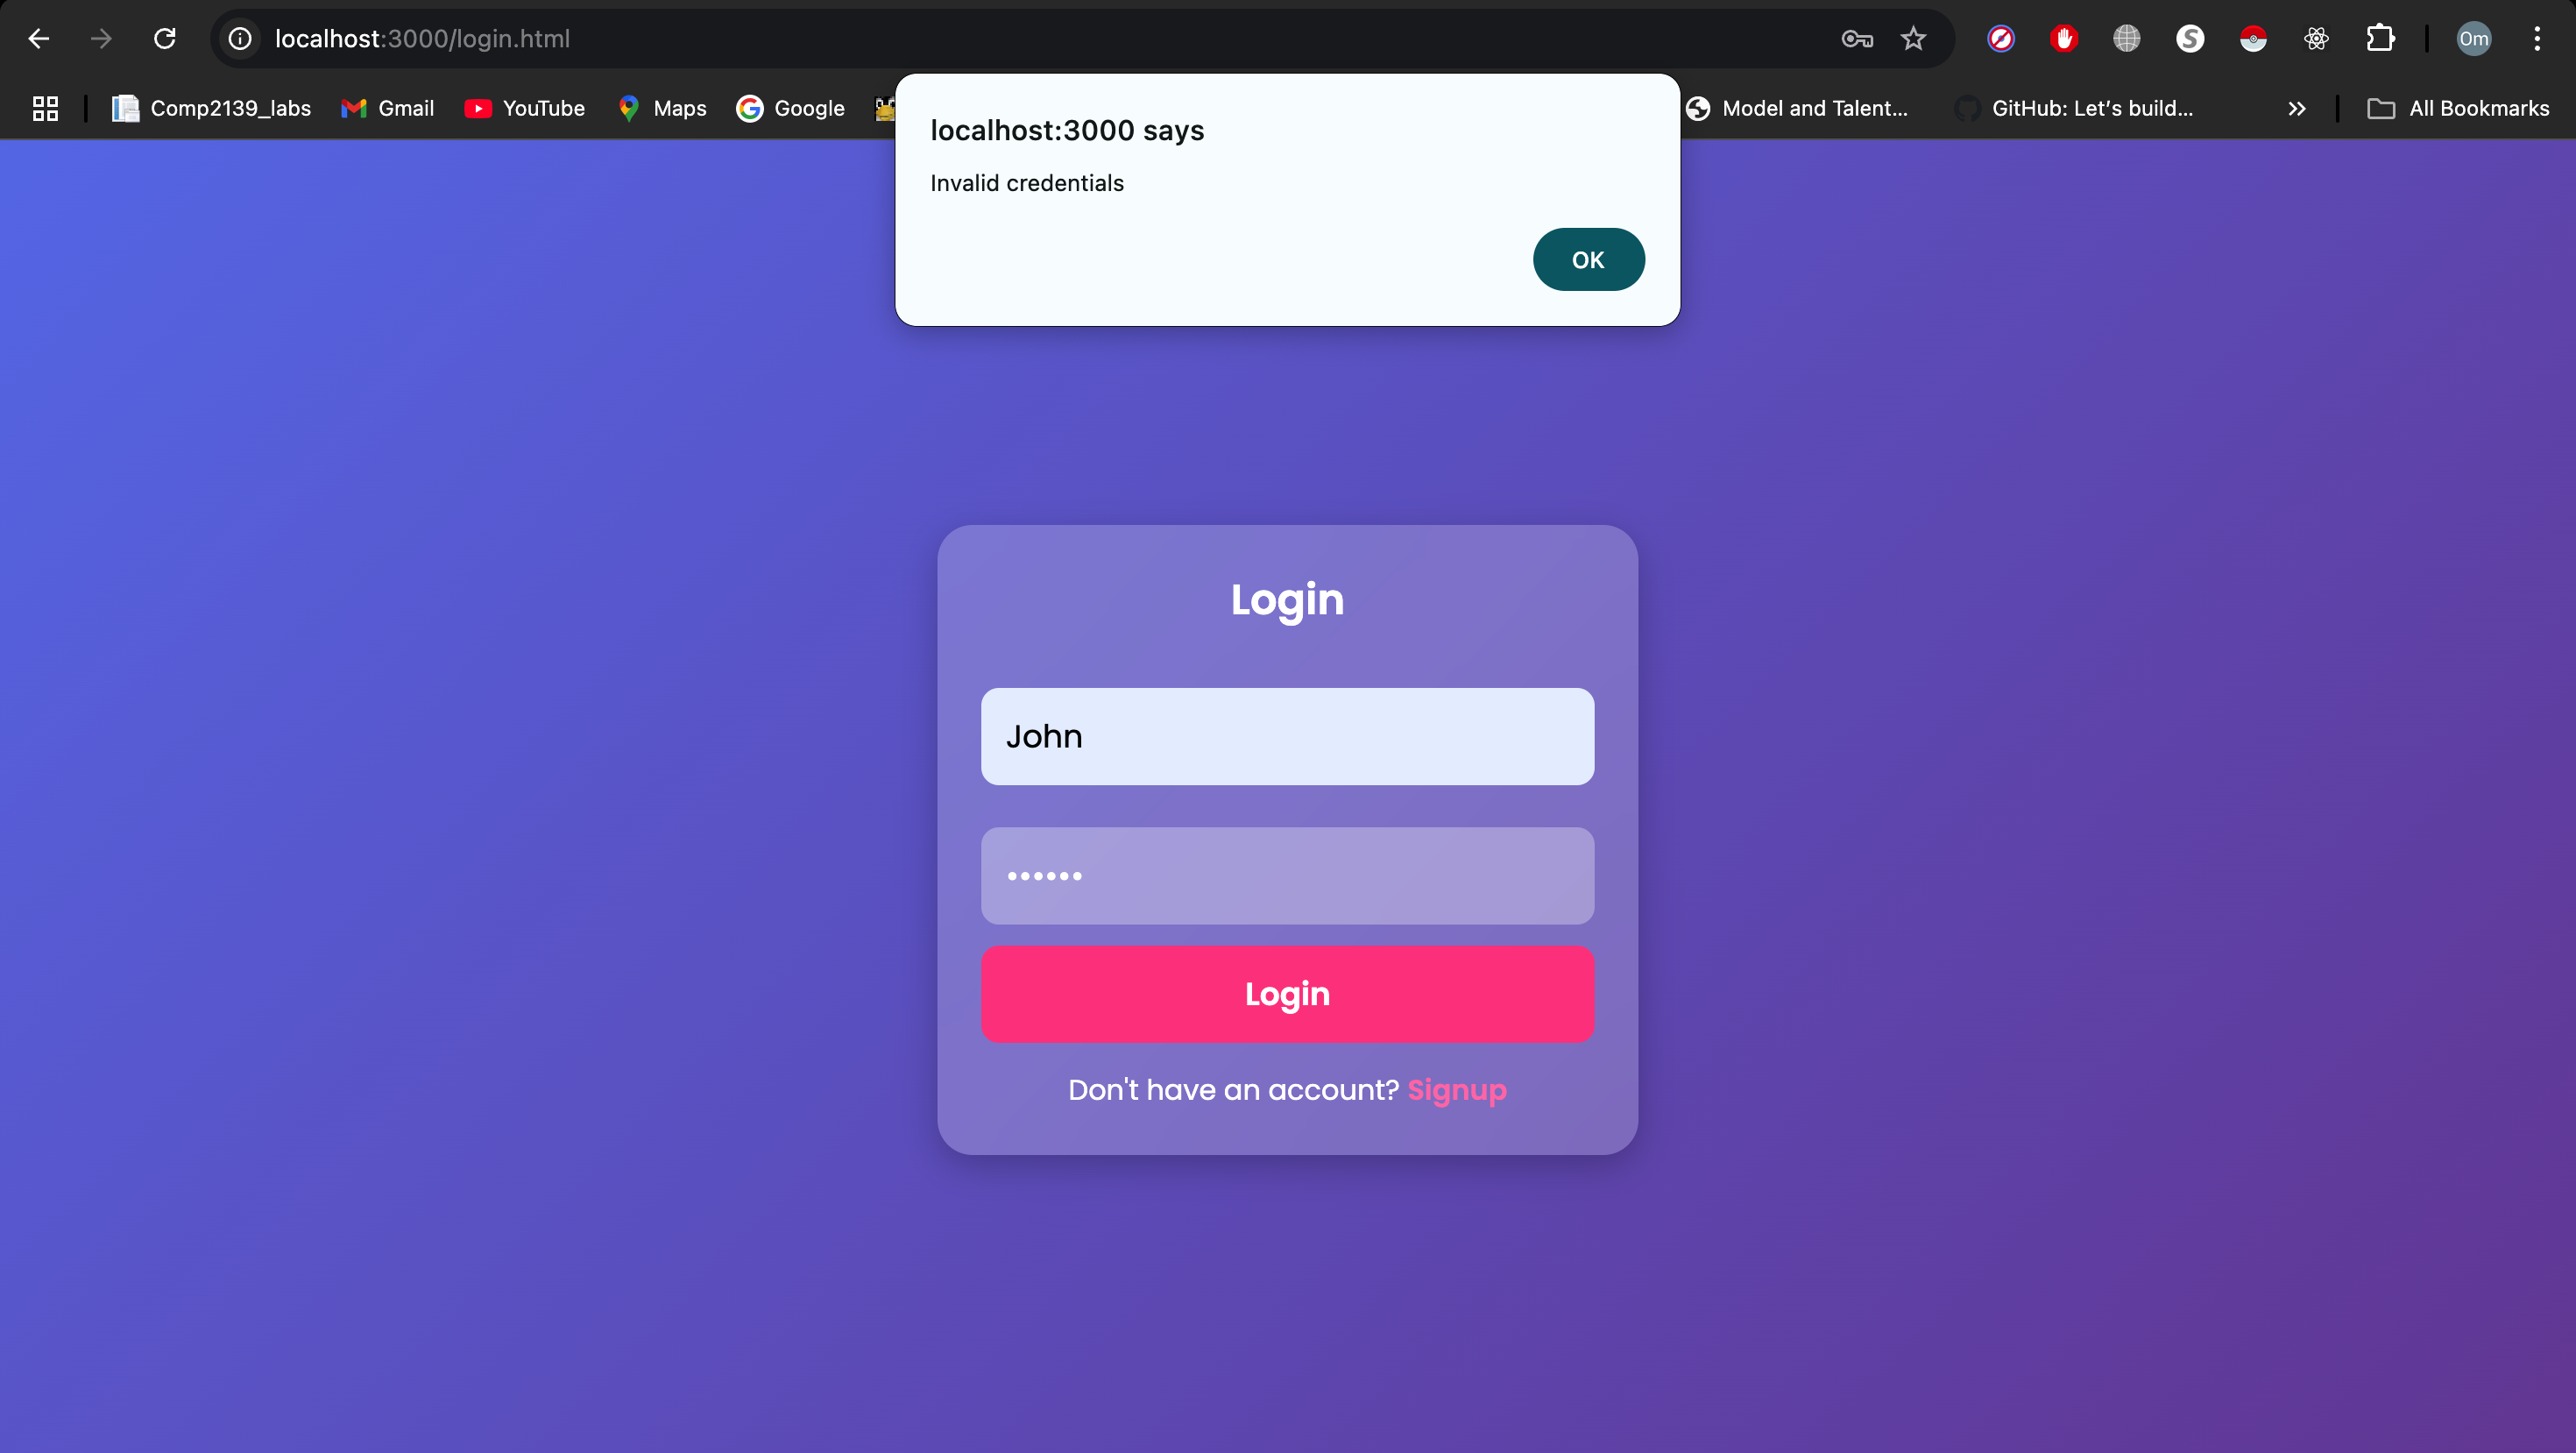 localhost:3000/login.html
Om
Comp2139_labs
Gmail
YouTube
Maps
Google
Model and Talent...
GitHub: Let’s build...
All Bookmarks
localhost:3000 says
Invalid credentials
OK
Login
John
••••••
Login
Don't have an account? Signup